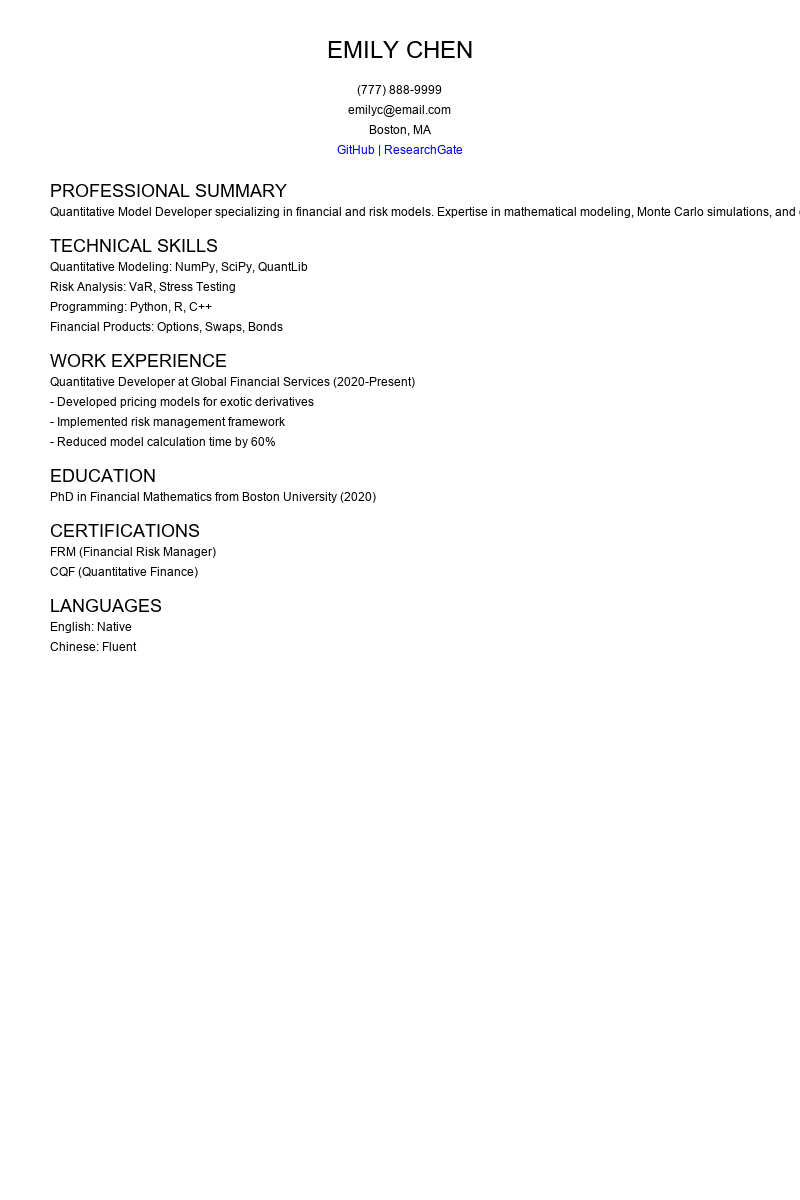 EMILY CHEN
(777) 888-9999
emilyc@email.com
Boston, MA
GitHub | ResearchGate
PROFESSIONAL SUMMARY
Quantitative Model Developer specializing in financial and risk models. Expertise in mathematical modeling, Monte Carlo simulations, and
TECHNICAL SKILLS
Quantitative Modeling: NumPy, SciPy, QuantLib
Risk Analysis: VaR, Stress Testing
Programming: Python, R, C++
Financial Products: Options, Swaps, Bonds
WORK EXPERIENCE
Quantitative Developer at Global Financial Services (2020-Present)
- Developed pricing models for exotic derivatives
- Implemented risk management framework
- Reduced model calculation time by 60%
EDUCATION
PhD in Financial Mathematics from Boston University (2020)
CERTIFICATIONS
FRM (Financial Risk Manager)
CQF (Quantitative Finance)
LANGUAGES
English: Native
Chinese: Fluent